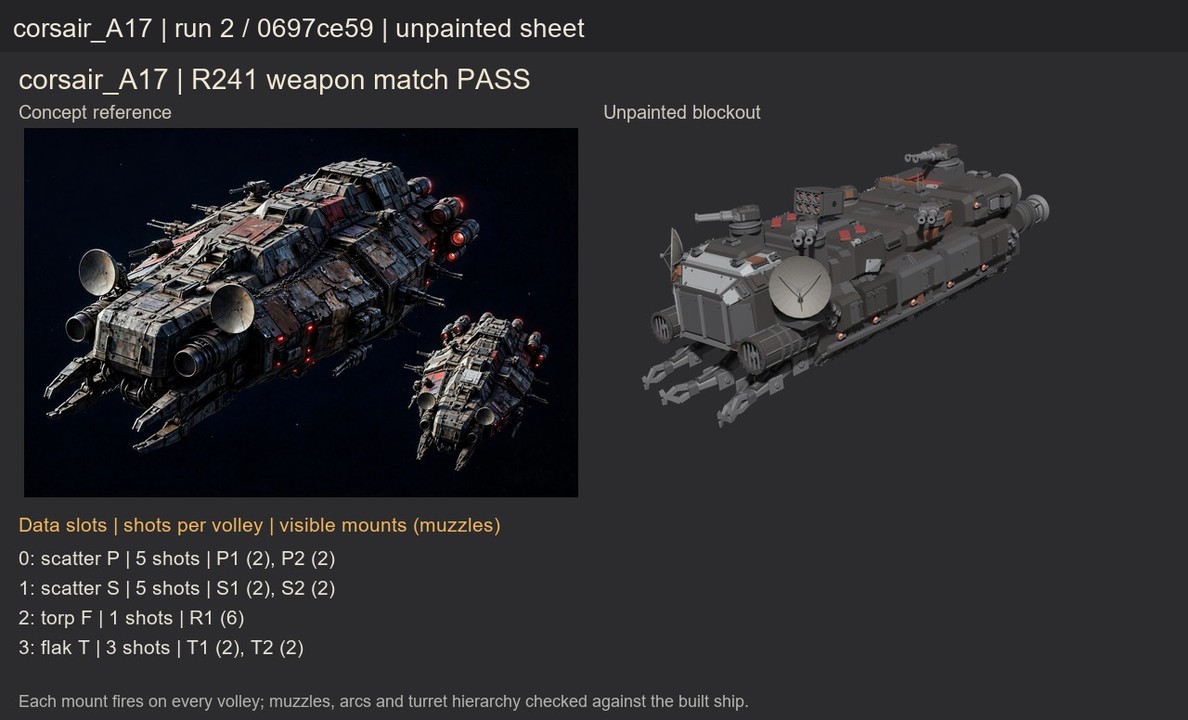 corsair_A17 | run 2 / 0697ce59 | unpainted sheet
corsair_A17 | R241 weapon match PASS
Concept reference
Unpainted blockout
Data slots | shots per volley | visible mounts (muzzles)
0: scatter P | 5 shots | P1 (2), P2 (2)
1: scatter S | 5 shots | S1 (2), S2 (2)
2: torp F | 1 shots | R1 (6)
3: flak T | 3 shots | T1 (2), T2 (2)
Each mount fires on every volley; muzzles, arcs and turret hierarchy checked against the built ship.